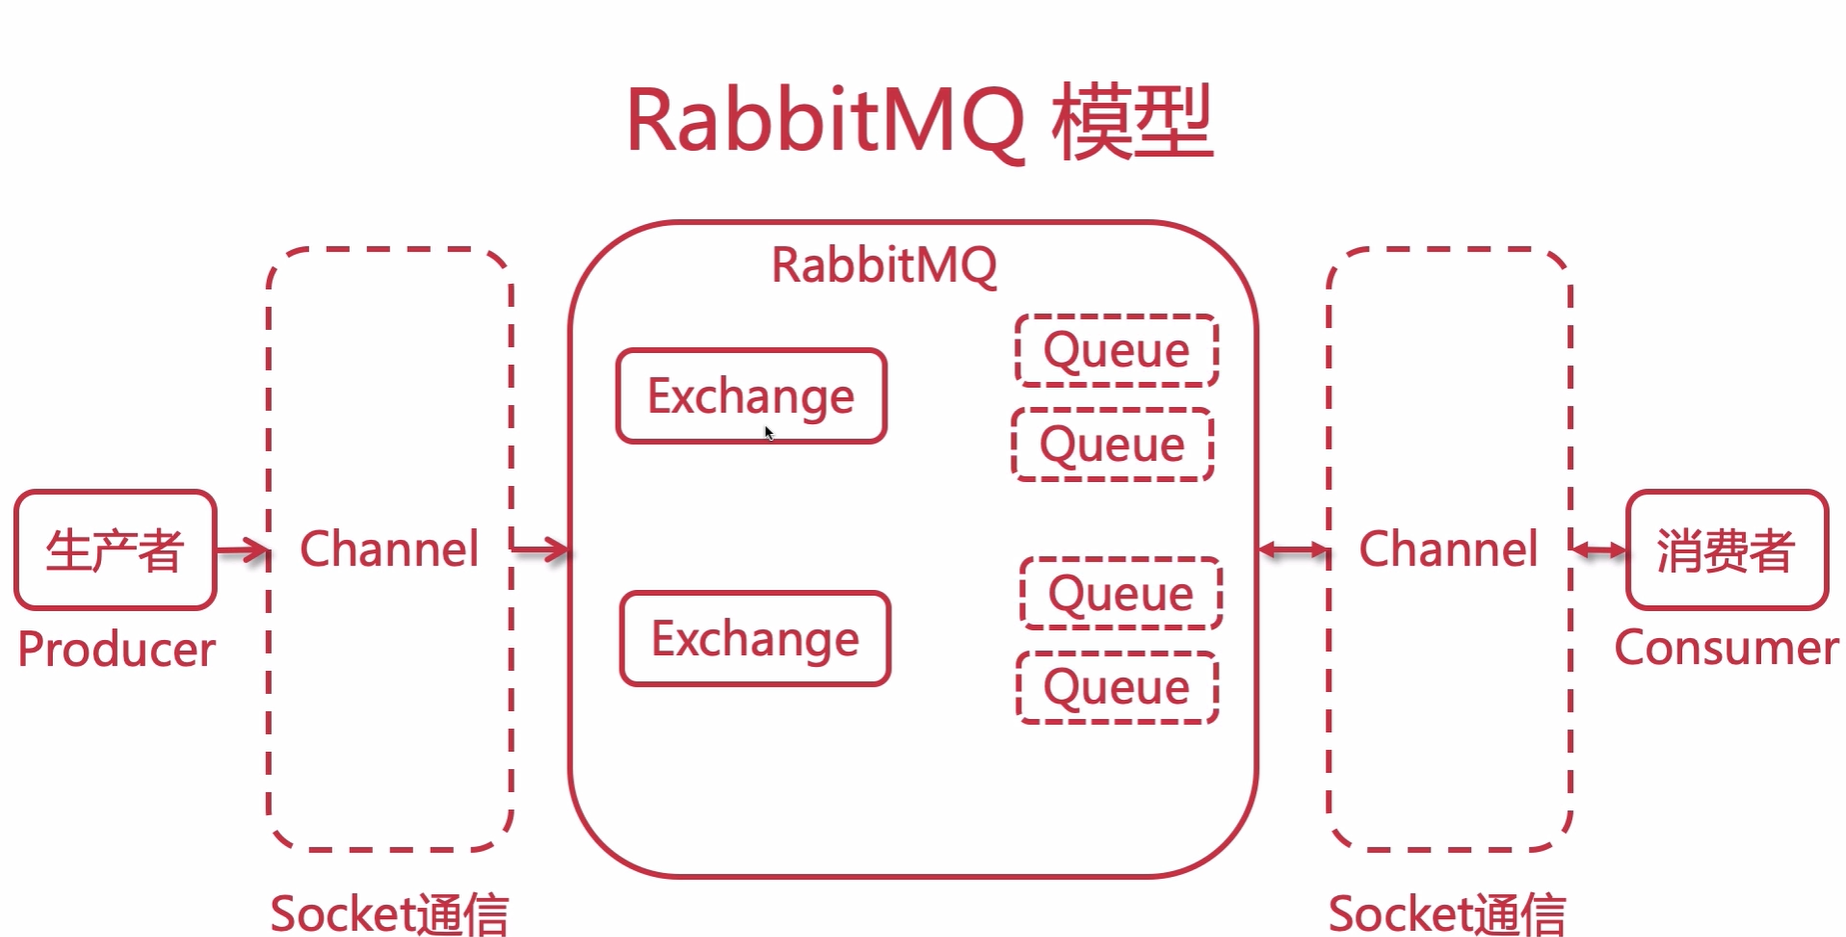 RabbitMQ 模型
RabbitMQ
Queue
Exchange
Queue
生产者
Channel
Channel
消费者
Queue
Exchange
Queue
Producer
Consumer
Socket通信
Socket通信